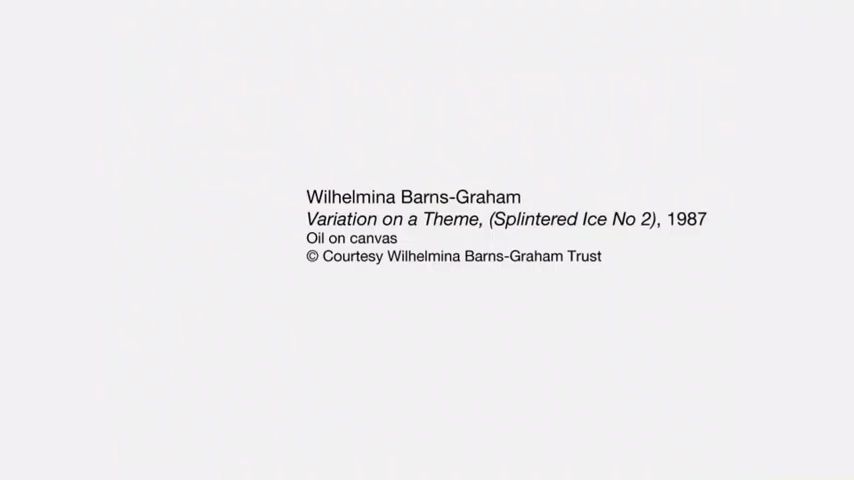 Wilhelmina Barns-Graham
Variation on a Theme, (Splintered Ice No 2), 1987
Oil on canvas
© Courtesy Wilhelmina Barns-Graham Trust